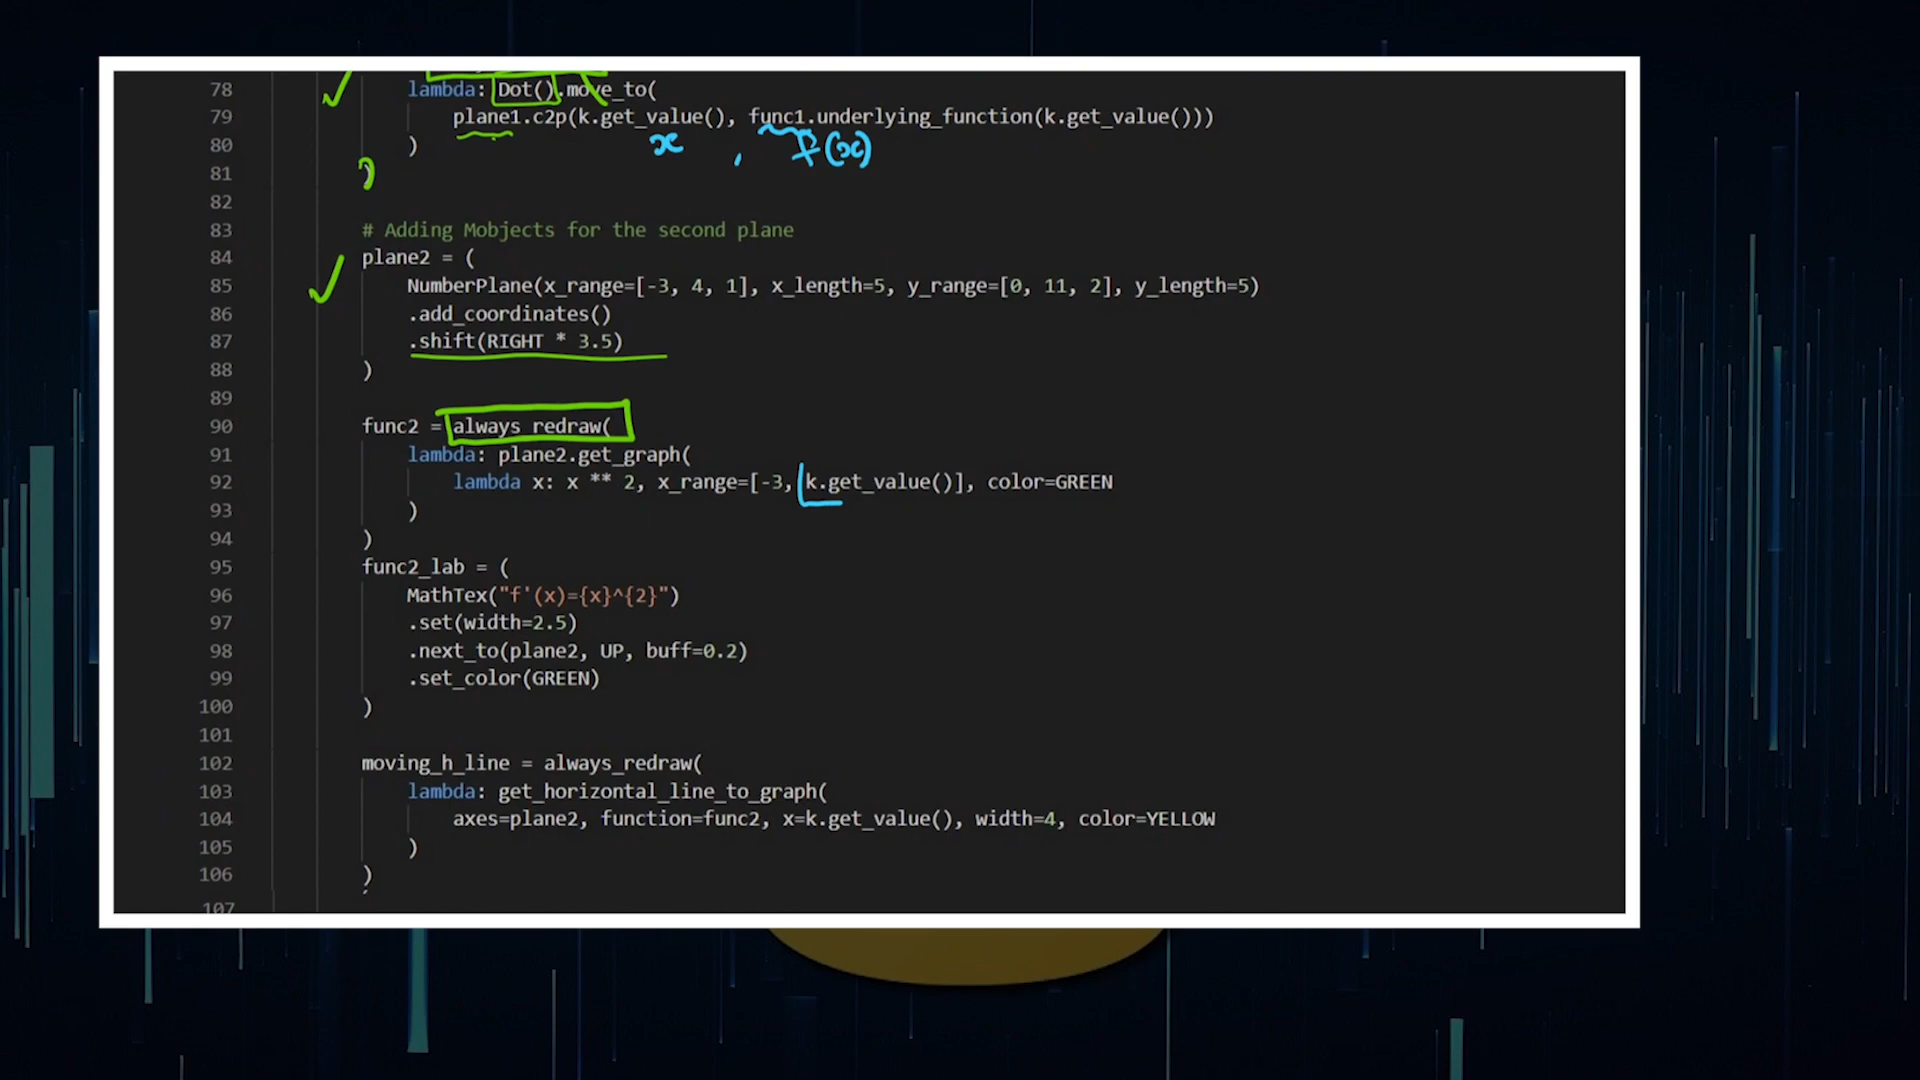 78 lambda: Dot().move_to(
79 plane1.c2p(k.get_value(), func1.underlying_function(k.get_value()))
80 )
x , f(x)
81 )
82
83 # Adding Mobjects for the second plane
84 plane2 = (
85 NumberPlane(x_range=[-3, 4, 1], x_length=5, y_range=[0, 11, 2], y_length=5)
86 .add_coordinates()
87 .shift(RIGHT * 3.5)
88 )
89
90 func2 = always_redraw(
91 lambda: plane2.get_graph(
92 lambda x: x ** 2, x_range=[-3, k.get_value()], color=GREEN
93 )
94 )
95 func2_lab = (
96 MathTex("f'(x)={x}^{2}")
97 .set(width=2.5)
98 .next_to(plane2, UP, buff=0.2)
99 .set_color(GREEN)
100 )
101
102 moving_h_line = always_redraw(
103 lambda: get_horizontal_line_to_graph(
104 axes=plane2, function=func2, x=k.get_value(), width=4, color=YELLOW
105 )
106 )
107